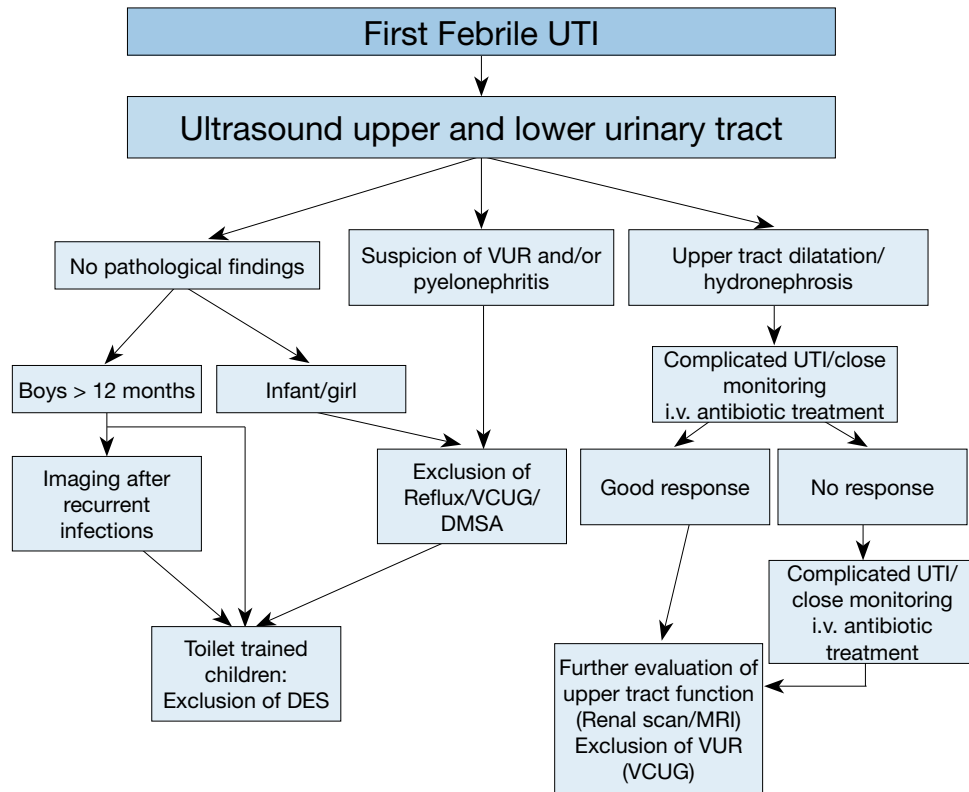 First Febrile UTI
Ultrasound upper and lower urinary tract
No pathological findings
Suspicion of VUR and/or
pyelonephritis
Upper tract dilatation/
hydronephrosis
Boys > 12 months
Infant/girl
Complicated UTI/close
monitoring
i.v. antibiotic treatment
Imaging after
recurrent
infections
Exclusion of
Reflux/VCUG/
DMSA
Good response
No response
Complicated UTI/
close monitoring
i.v. antibiotic
treatment
Toilet trained
children:
Exclusion of DES
Further evaluation of
upper tract function
(Renal scan/MRI)
Exclusion of VUR
(VCUG)